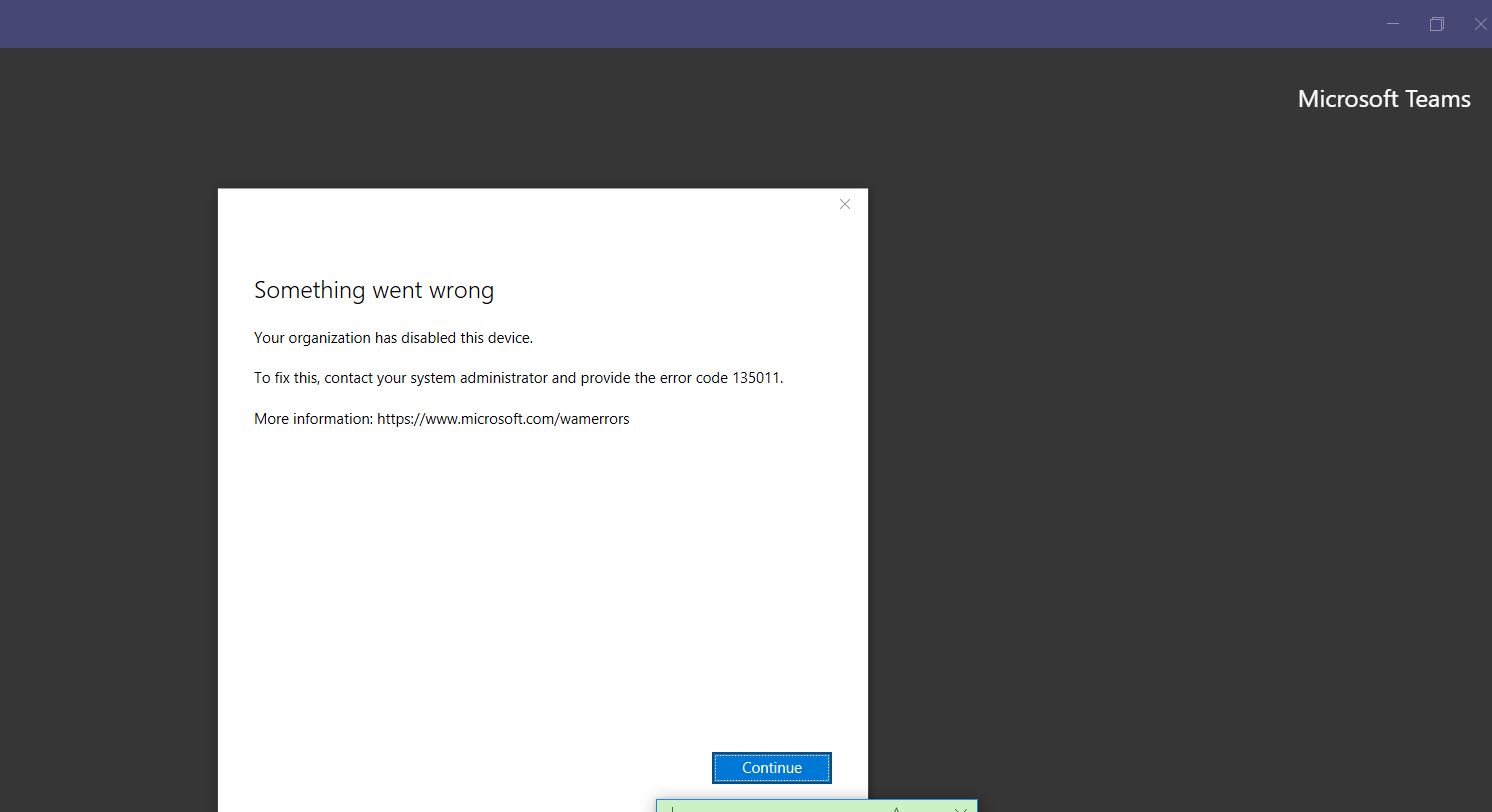 Microsoft Teams
Something went wrong
Your organization has disabled this device.
To fix this, contact your system administrator and provide the error code 135011.
More information: https://www.microsoft.com/wamerrors
Continue